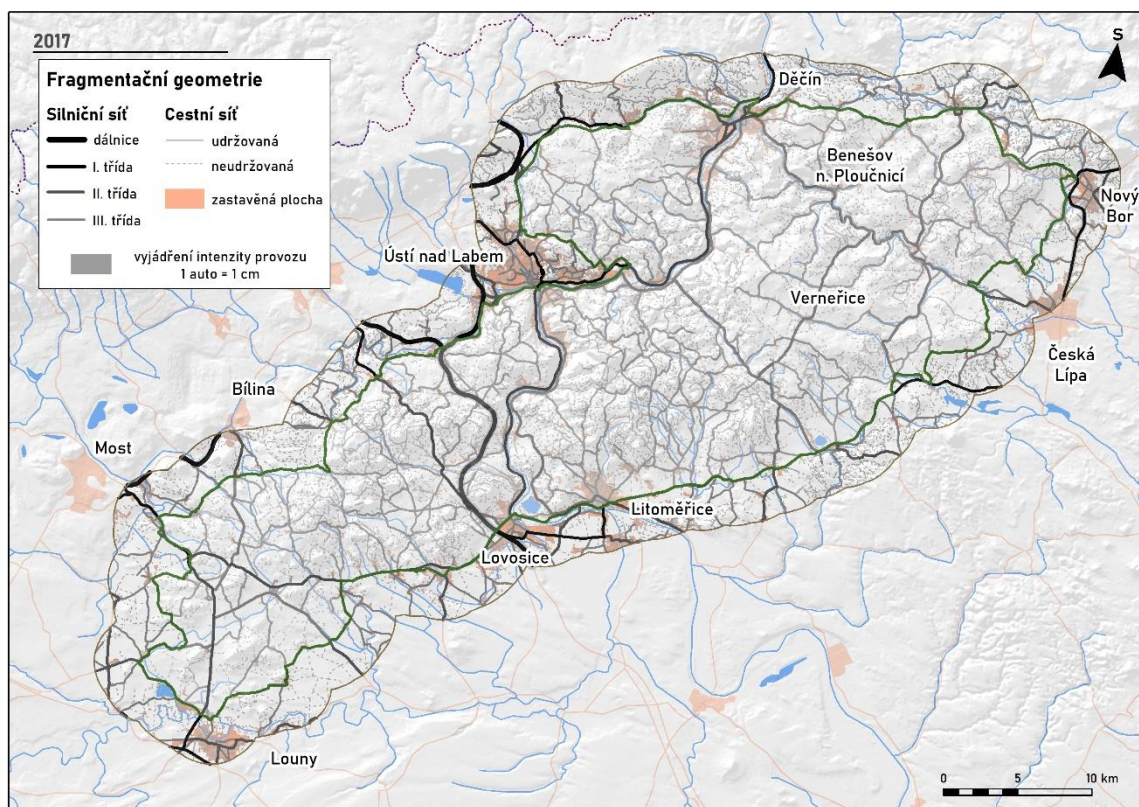 2017
Fragmentační geometrie
Silniční síť
dálnice
I. třída
II. třída
III. třída
Cestní síť
udržovaná
neudržovaná
zastavěná plocha
vyjádření intenzity provozu
1 auto = 1 cm
S
Děčín
Benešov
n. Ploučnicí
Nový
Bor
Ústí nad Labem
Verneřice
Česká
Lípa
Bílina
Most
Litoměřice
Lovosice
Louny
0 5 10 km